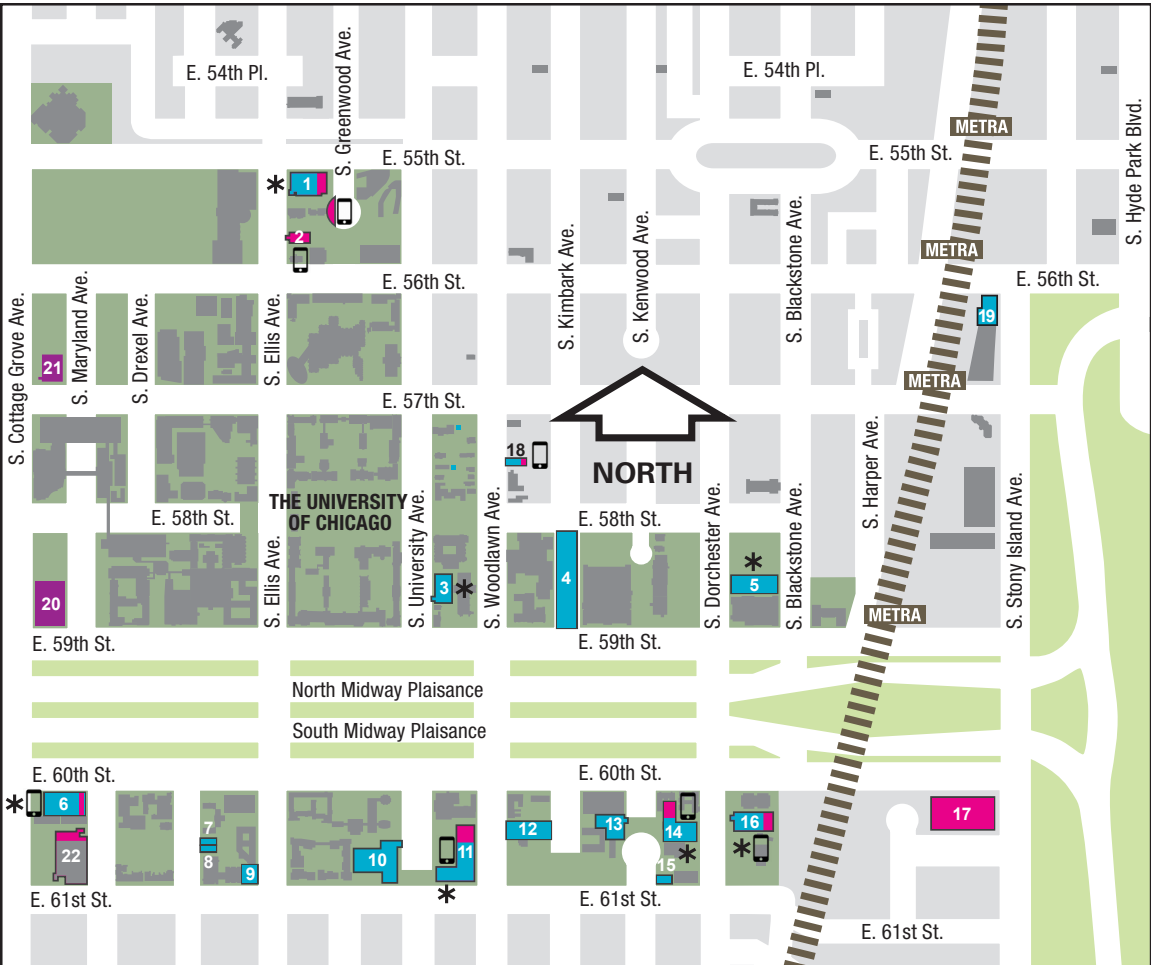 E. 54th Pl.
S. Greenwood Ave.
E. 54th Pl.
METRA
S. Hyde Park Blvd.
E. 55th St.
E. 55th St.
*
1
2
METRA
E. 56th St.
E. 56th St.
S. Cottage Grove Ave.
S. Maryland Ave.
S. Drexel Ave.
S. Ellis Ave.
S. Kimbark Ave.
S. Kenwood Ave.
S. Blackstone Ave.
19
21
METRA
E. 57th St.
18
NORTH
S. Harper Ave.
THE UNIVERSITY
OF CHICAGO
E. 58th St.
E. 58th St.
S. Ellis Ave.
S. University Ave.
S. Woodlawn Ave.
S. Dorchester Ave.
S. Blackstone Ave.
S. Stony Island Ave.
20
3
*
4
*
5
METRA
E. 59th St.
E. 59th St.
North Midway Plaisance
South Midway Plaisance
E. 60th St.
E. 60th St.
*
6
7
8
9
22
10
11
*
12
13
14
*
15
16
*
17
E. 61st St.
E. 61st St.
E. 61st St.